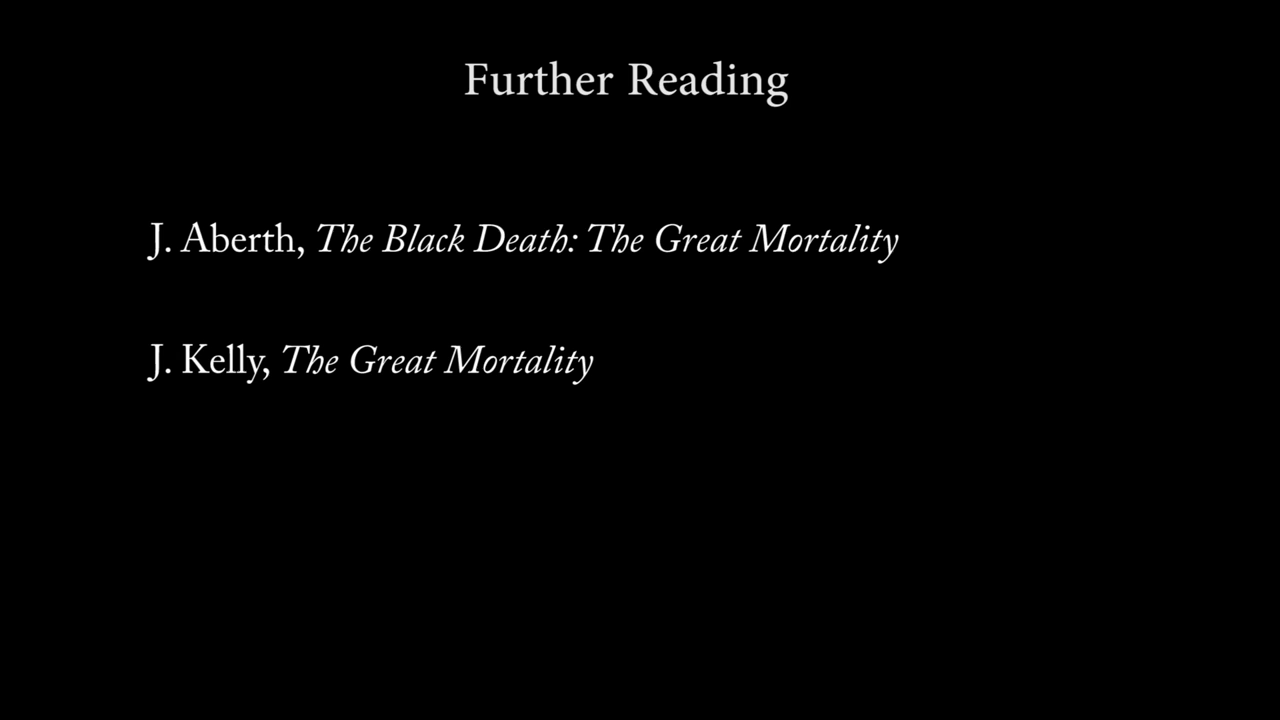 Further Reading
J. Aberth, The Black Death: The Great Mortality
J. Kelly, The Great Mortality